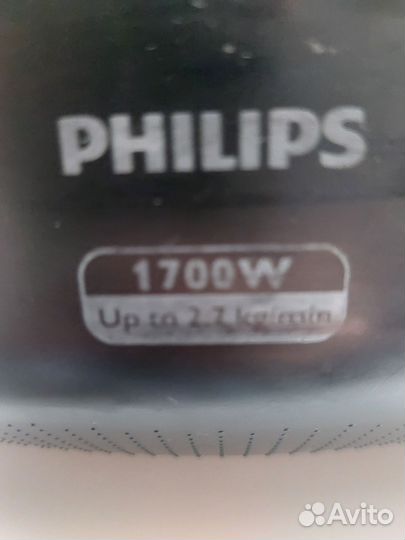 PHILIPS
1700W
Up to 2.7 kg/min
Avito